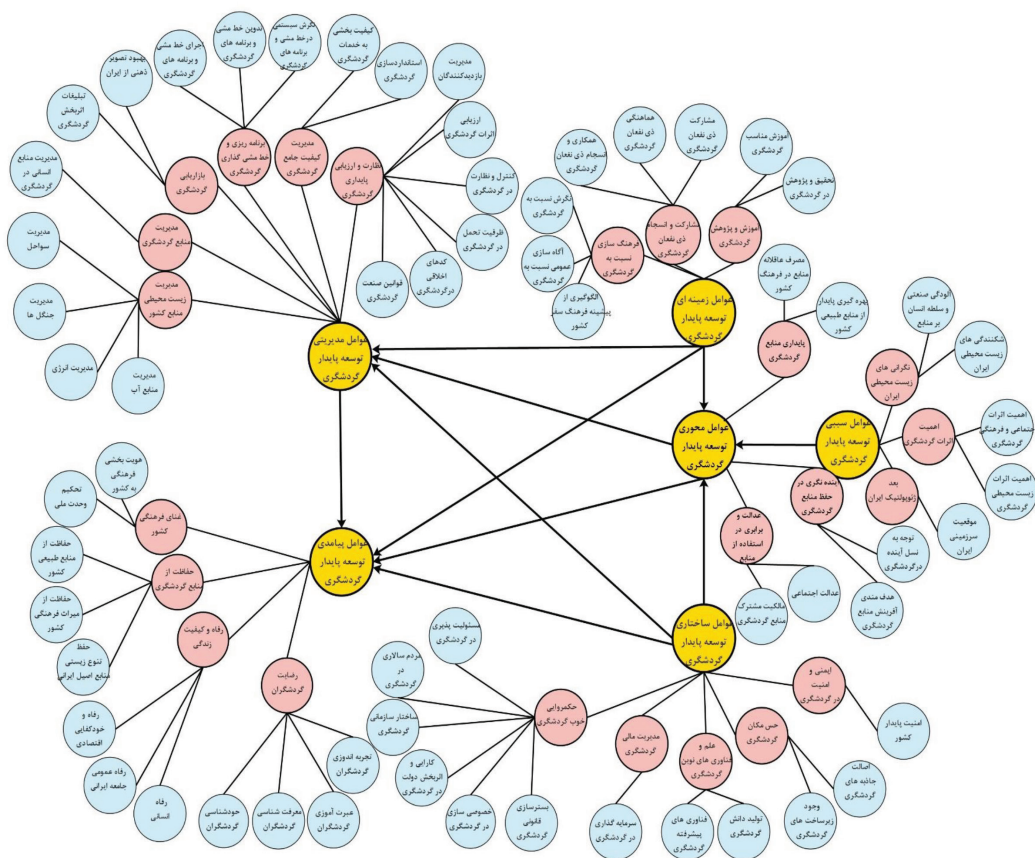 بهبود تصویر
ذهنی از ایران
اجرای خط مشی
و برنامه های
گردشگری
تدوین خط مشی
و برنامه های
گردشگری
نگرش سیستمی
درخط مشی و
برنامه های
گردشگری
کیفیت بخشی
به خدمات
گردشگری
استانداردسازی
گردشگری
مدیریت
بازدیدکنندگان
ارزیابی
اثرات گردشگری
کنترل و نظارت
در گردشگری
ظرفیت تحمل
در گردشگری
کدهای
اخلاقی
درگردشگری
قوانین صنعت
گردشگری
تبلیغات
اثربخش
گردشگری
مدیریت منابع
انسانی در
گردشگری
مدیریت
سواحل
مدیریت
جنگل ها
مدیریت انرژی
مدیریت
منابع آب
بازاریابی
گردشگری
برنامه ریزی و
خط مشی گذاری
گردشگری
مدیریت
کیفیت جامع
گردشگری
نظارت و ارزیابی
پایداری
گردشگری
مدیریت
منابع گردشگری
مدیریت
زیست محیطی
منابع کشور
عوامل مدیریتی
توسعه پایدار
گردشگری
همکاری و
انسجام ذی نفعان
گردشگری
هماهنگی
ذی نفعان
گردشگری
مشارکت
ذی نفعان
گردشگری
آموزش مناسب
گردشگری
تحقیق و پژوهش
در گردشگری
نگرش نسبت به
گردشگری
آگاه سازی
عمومی نسبت به
گردشگری
الگوگیری از
پیشینه فرهنگ سفر
کشور
فرهنگ سازی
نسبت به
گردشگری
مشارکت و انسجام
ذی نفعان
گردشگری
آموزش و پژوهش
گردشگری
عوامل زمینه ای
توسعه پایدار
گردشگری
مصرف عاقلانه
منابع در فرهنگ
کشور
بهره گیری پایدار
از منابع طبیعی
کشور
پایداری منابع
گردشگری
آلودگی صنعتی
و سلطه انسان
بر منابع
شکنندگی های
زیست محیطی
ایران
نگرانی های
زیست محیطی
ایران
اهمیت
اثرات گردشگری
اهمیت اثرات
اجتماعی و فرهنگی
گردشگری
اهمیت اثرات
زیست محیطی
گردشگری
بعد
ژئوپولتیک ایران
موقعیت
سرزمینی
ایران
عوامل سببی
توسعه پایدار
گردشگری
عوامل محوری
توسعه پایدار
گردشگری
آینده نگری در
حفظ منابع
گردشگری
توجه به
نسل آینده
درگردشگری
هدف مندی
آفرینش منابع
گردشگری
عدالت و
برابری در
استفاده از
منابع
عدالت اجتماعی
مالکیت مشترک
منابع گردشگری
عوامل پیامدی
توسعه پایدار
گردشگری
هویت بخشی
فرهنگی
به کشور
تحکیم
وحدت ملی
غنای فرهنگی
کشور
حفاظت از
منابع طبیعی
کشور
حفاظت از
میراث فرهنگی
کشور
حفظ
تنوع زیستی
منابع اصیل ایرانی
حفاظت از
منابع گردشگری
رفاه و کیفیت
زندگی
رفاه و
خودکفایی
اقتصادی
رفاه عمومی
جامعه ایرانی
رفاه
انسانی
رضایت
گردشگران
خودشناسی
گردشگران
معرفت شناسی
گردشگران
عبرت آموزی
گردشگران
تجربه اندوزی
گردشگران
عوامل ساختاری
توسعه پایدار
گردشگری
مسئولیت پذیری
در گردشگری
مردم سالاری
در
گردشگری
ساختار سازمانی
گردشگری
کارایی و
اثربخش دولت
در گردشگری
خصوصی سازی
در گردشگری
بسترسازی
قانونی
گردشگری
حکمروایی
خوب گردشگری
مدیریت مالی
گردشگری
سرمایه گذاری
در گردشگری
علم و
فناوری های نوین
گردشگری
فناوری های
پیشرفته
گردشگری
تولید دانش
گردشگری
حس مکان
گردشگری
وجود
زیرساخت های
گردشگری
اصالت
جاذبه های
گردشگری
ایمنی و
امنیت
در گردشگری
امنیت پایدار
کشور